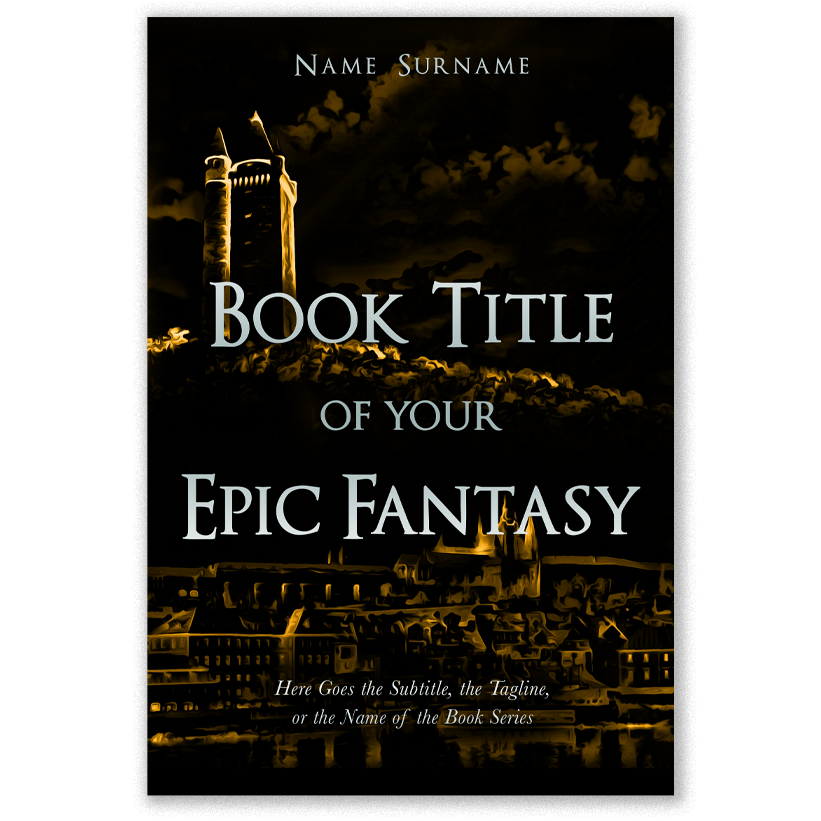 Name Surname
Book Title
of your
Epic Fantasy
Here Goes the Subtitle, the Tagline,
or the Name of the Book Series